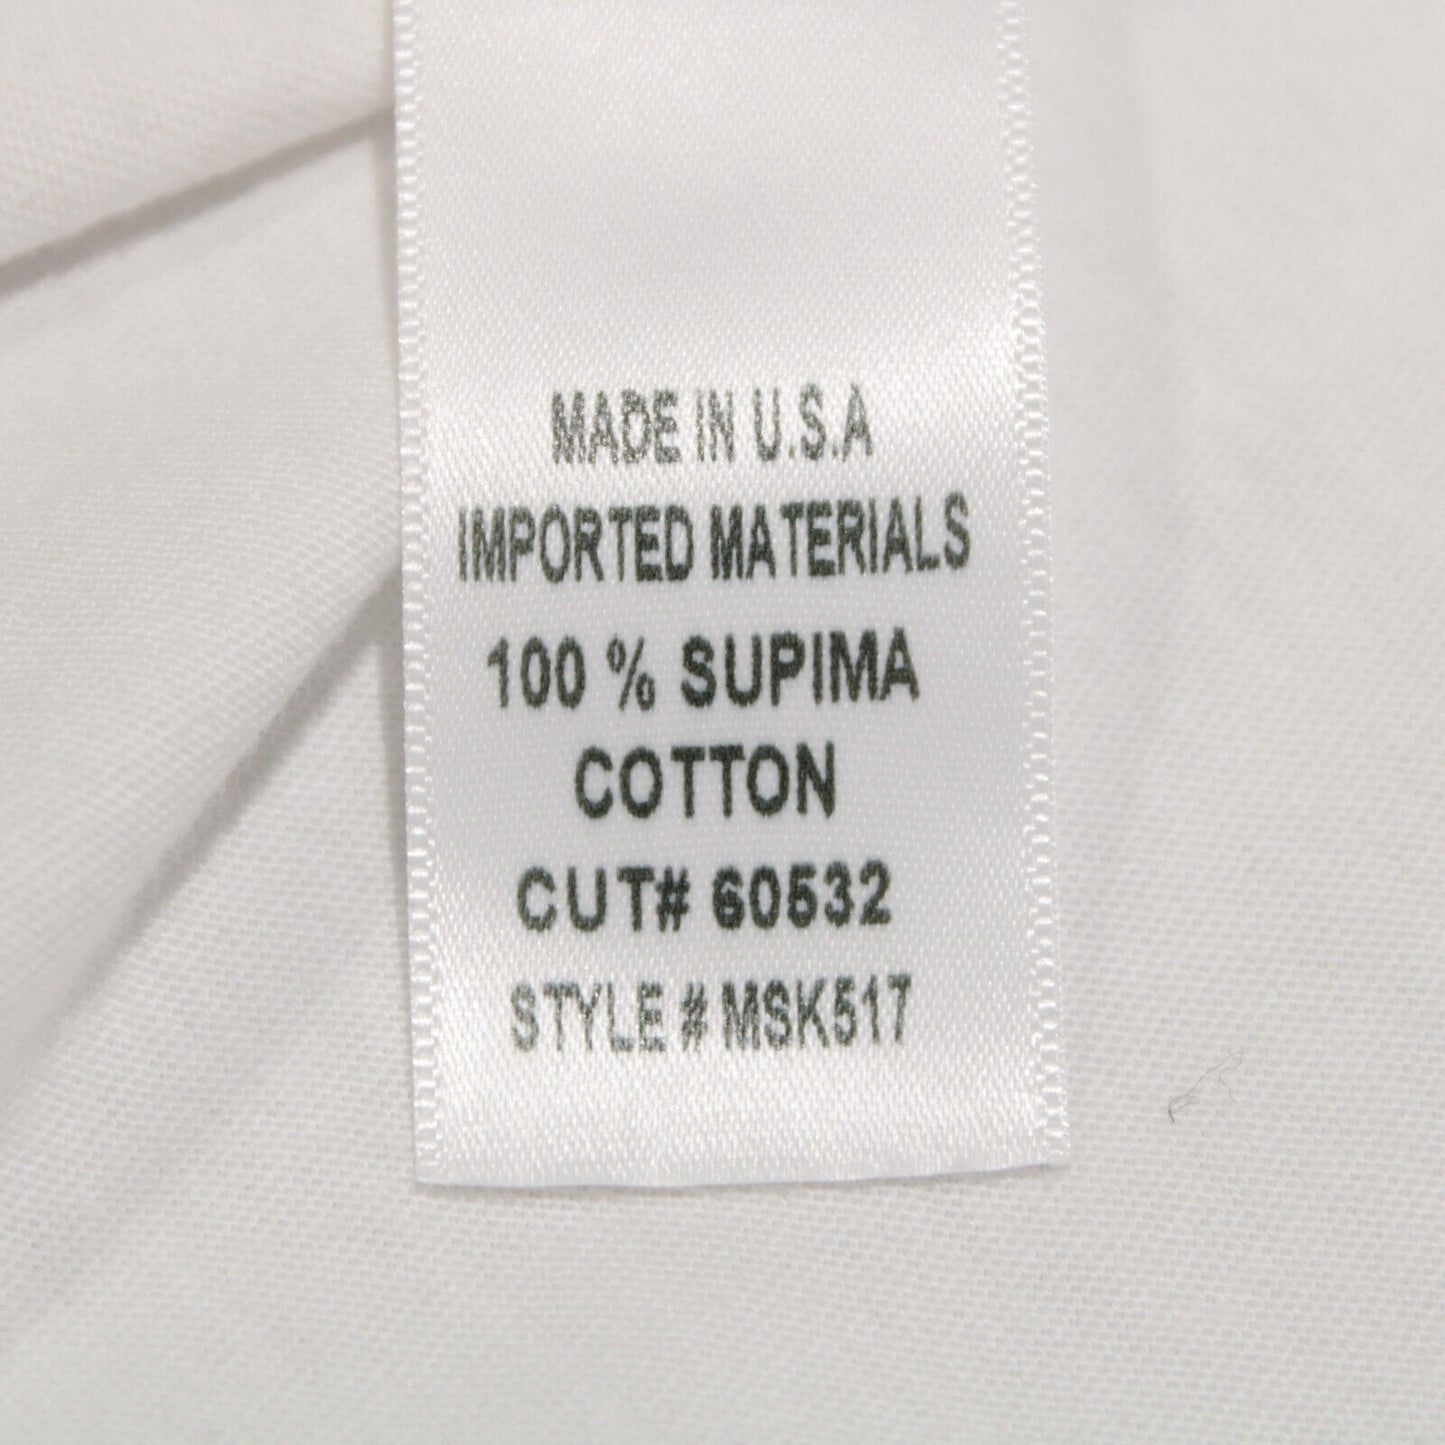 MADE IN U.S.A
IMPORTED MATERIALS
100 % SUPIMA
COTTON
CUT# 60532
STYLE # MSK517